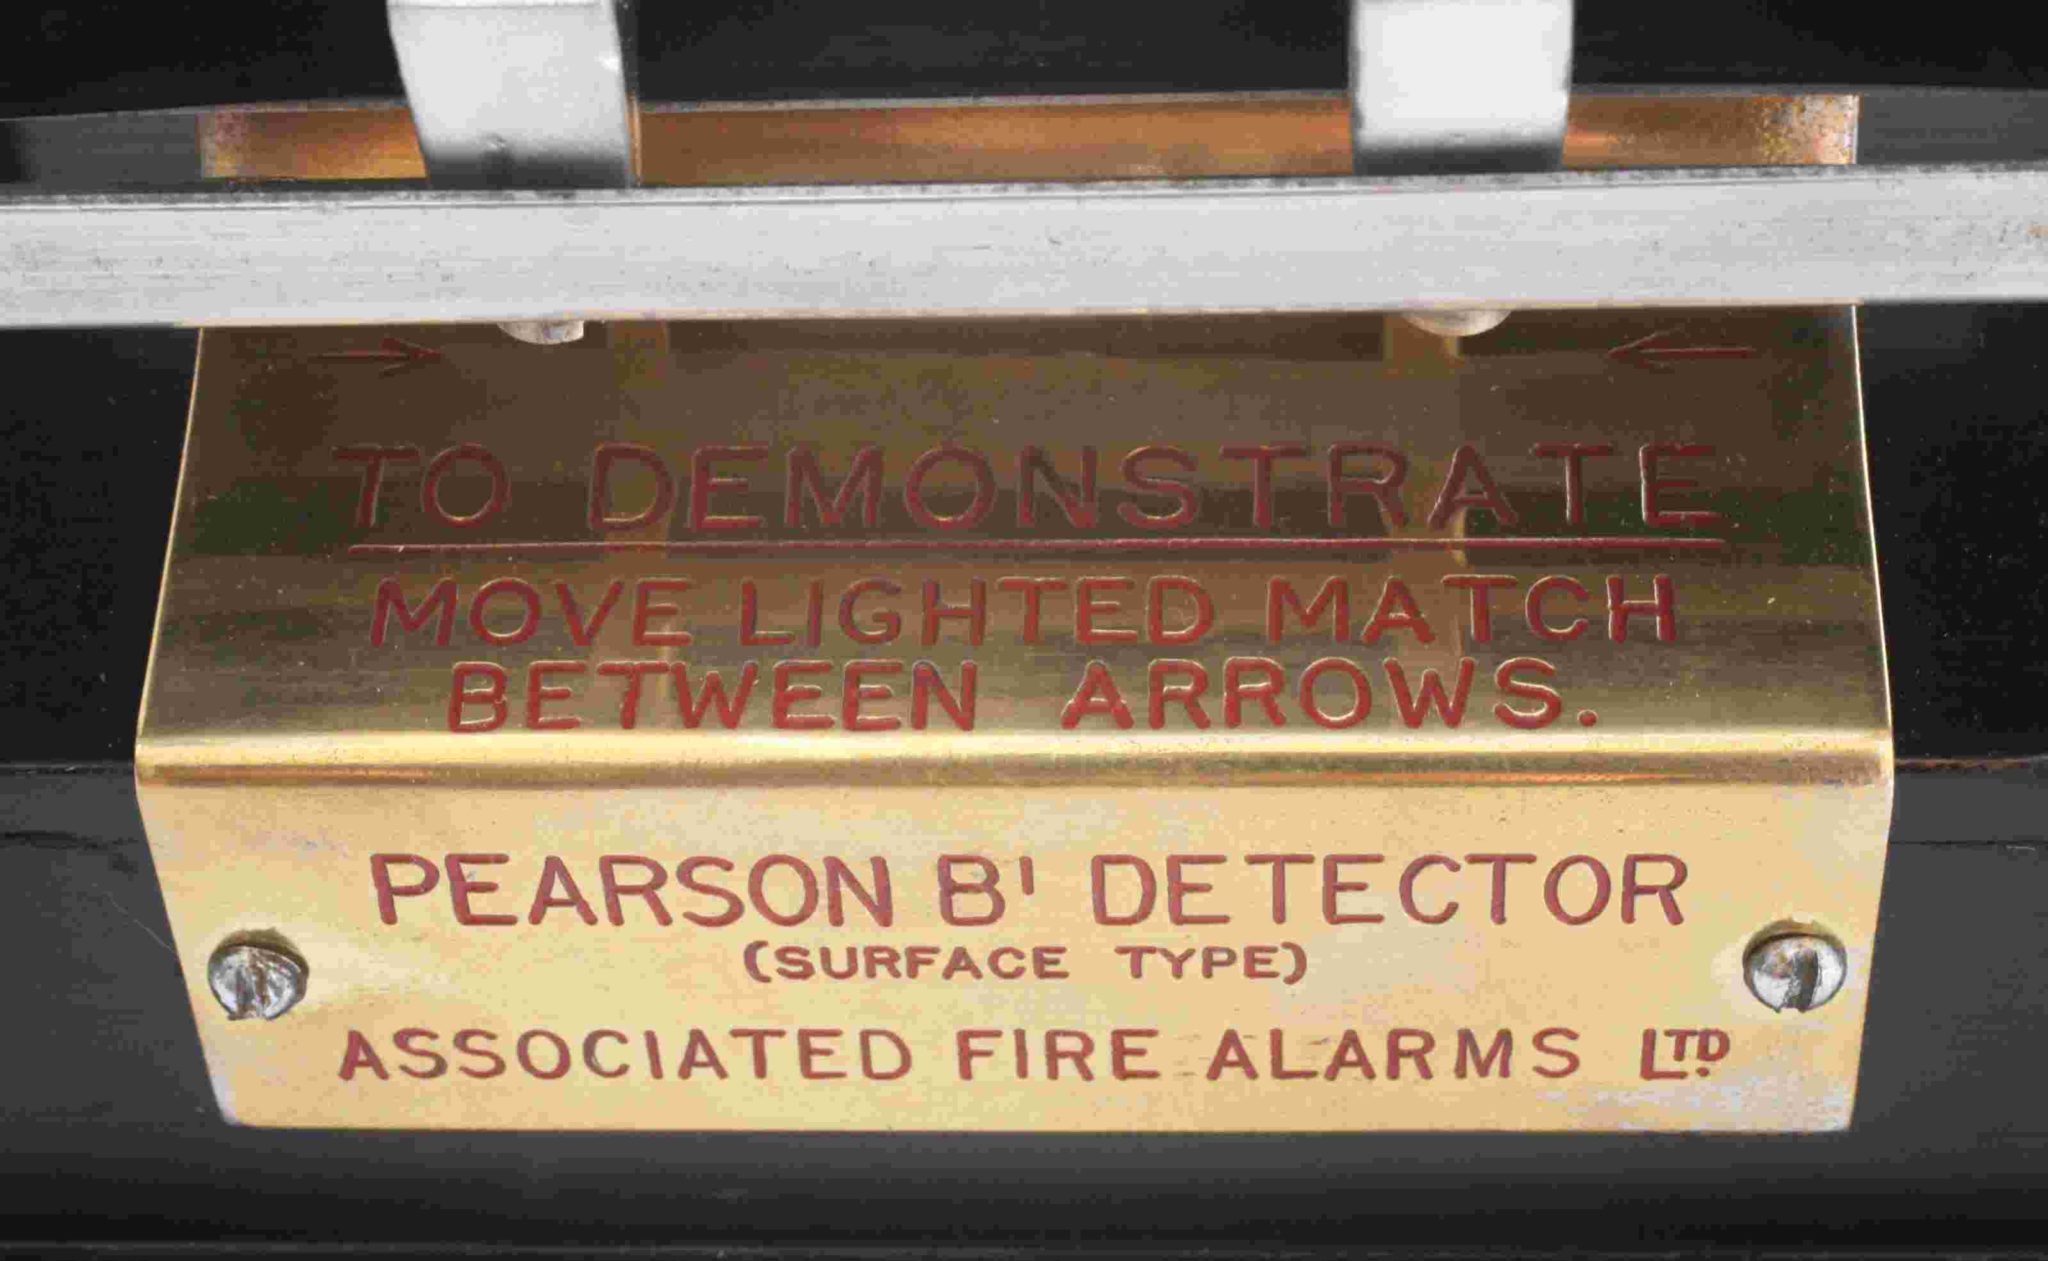 → ←
TO DEMONSTRATE
MOVE LIGHTED MATCH
BETWEEN ARROWS.
PEARSON B' DETECTOR
(SURFACE TYPE)
ASSOCIATED FIRE ALARMS LTD.